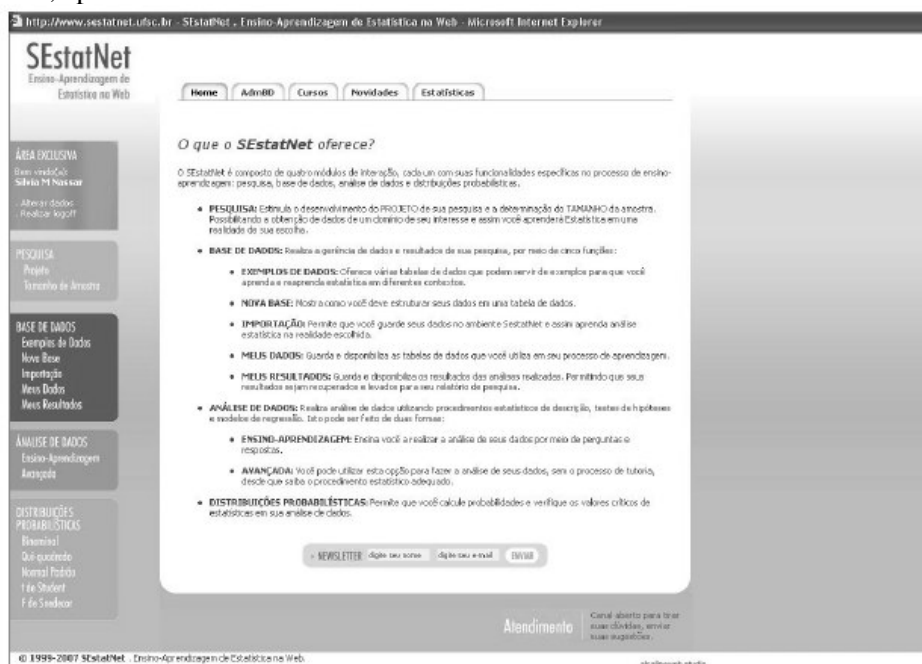 http://www.sestatnet.ufsc.br - SEstatNet . Ensino-Aprendizagem de Estatística na Web - Microsoft Internet Explorer
SEstatNet
Ensino-Aprendizagem de
Estatística na Web
Home
AdmBD
Cursos
Novidades
Estatísticas
ÁREA EXCLUSIVA
Bem vindo(a):
Silvia M Nassar
. Alterar dados
. Realizar logoff
PESQUISA
Projeto
Tamanho de Amostra
BASE DE DADOS
Exemplos de Dados
Nova Base
Importação
Meus Dados
Meus Resultados
ÁNALISE DE DADOS
Ensino-Aprendizagem
Avançada
DISTRIBUIÇÕES
PROBABILÍSTICAS
Binominal
Qui-quadrado
Normal Padrão
t de Student
F de Snedecor
O que o SEstatNet oferece?
O SEstatNet é composto de quatro módulos de interação, cada um com suas funcionalidades específicas no processo de ensino-
aprendizagem: pesquisa, base de dados, análise de dados e distribuições probabilísticas.
• PESQUISA: Estimula o desenvolvimento do PROJETO de sua pesquisa e a determinação do TAMANHO da amostra.
Possibilitando a obtenção de dados de um domínio de seu interesse e assim você aprenderá Estatística em uma
realidade de sua escolha.
• BASE DE DADOS: Realiza a gerência de dados e resultados de sua pesquisa, por meio de cinco funções:
• EXEMPLOS DE DADOS: Oferece várias tabelas de dados que podem servir de exemplos para que você
aprenda e reaprenda estatística em diferentes contextos.
• NOVA BASE: Mostra como você deve estruturar seus dados em uma tabela de dados.
• IMPORTAÇÃO: Permite que você guarde seus dados no ambiente SestatNet e assim aprenda análise
estatística na realidade escolhida.
• MEUS DADOS: Guarda e disponibiliza as tabelas de dados que você utiliza em seu processo de aprendizagem.
• MEUS RESULTADOS: Guarda e disponibiliza os resultados das análises realizadas. Permitindo que seus
resultados sejam recuperados e levados para seu relatório de pesquisa.
• ANÁLISE DE DADOS: Realiza análise de dados utilizando procedimentos estatísticos de descrição, testes de hipóteses
e modelos de regressão. Isto pode ser feito de duas formas:
• ENSINO-APRENDIZAGEM: Ensina você a realizar a análise de seus dados por meio de perguntas e
respostas.
• AVANÇADA: Você pode utilizar esta opção para fazer a análise de seus dados, sem o processo de tutoria,
desde que saiba o procedimento estatístico adequado.
• DISTRIBUIÇÕES PROBABILÍSTICAS: Permite que você calcule probabilidades e verifique os valores críticos de
estatísticas em sua análise de dados.
› NEWSLETTER digite seu nome digite seu e-mail ENVIAR
Atendimento
Canal aberto para tirar
suas dúvidas, enviar
suas sugestões.
© 1999-2007 SEstatNet . Ensino-Aprendizagem de Estatística na Web.